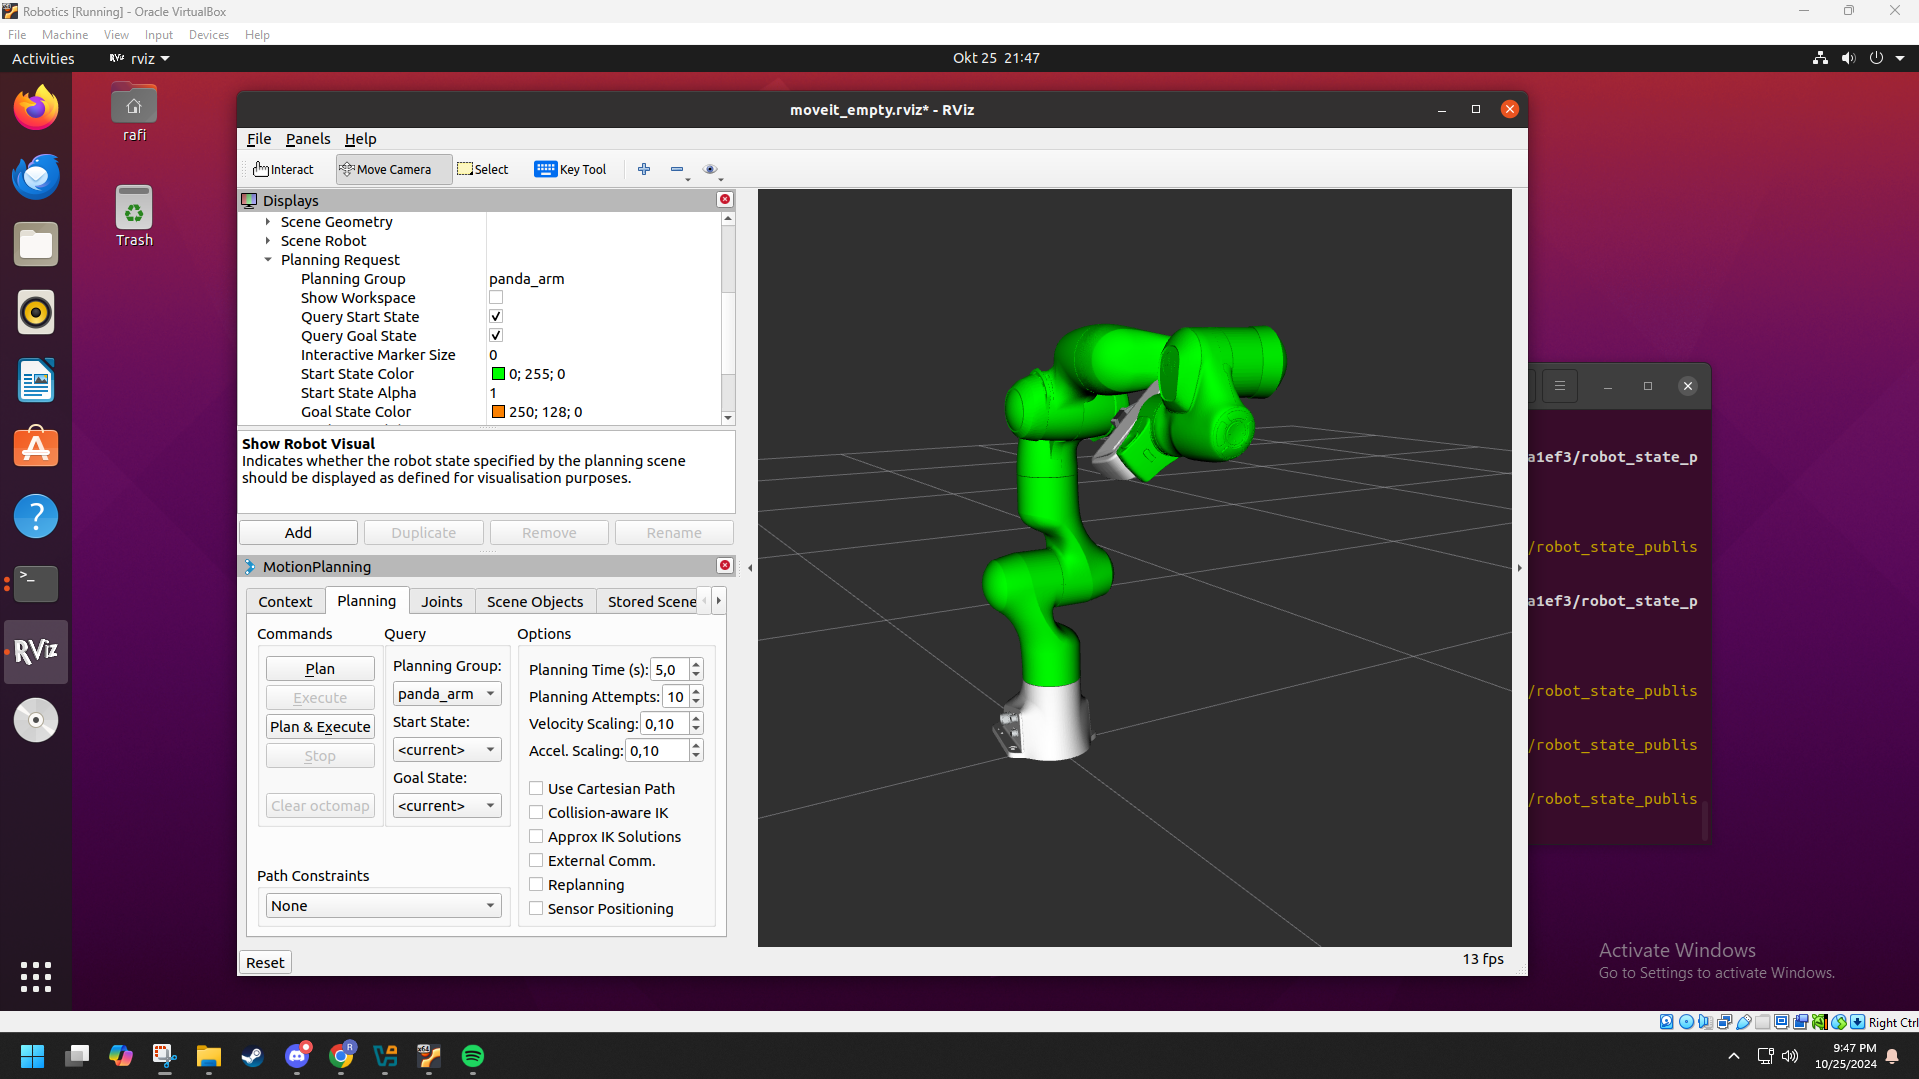 Robotics [Running] - Oracle VirtualBox
File Machine View Input Devices Help
Activities RViz rviz Okt 25 21:47
rafi
Trash
moveit_empty.rviz* - RViz
File Panels Help
Interact Move Camera Select Key Tool
Displays
Scene Geometry
Scene Robot
Planning Request
Planning Group panda_arm
Show Workspace
Query Start State
Query Goal State
Interactive Marker Size 0
Start State Color 0; 255; 0
Start State Alpha 1
Goal State Color 250; 128; 0
Show Robot Visual
Indicates whether the robot state specified by the planning scene
should be displayed as defined for visualisation purposes.
Add Duplicate Remove Rename
MotionPlanning
Context Planning Joints Scene Objects Stored Scene
Commands Query Options
Plan
Execute
Plan & Execute
Stop
Clear octomap
Planning Group:
panda_arm
Start State:
<current>
Goal State:
<current>
Planning Time (s): 5,0
Planning Attempts: 10
Velocity Scaling: 0,10
Accel. Scaling: 0,10
Use Cartesian Path
Collision-aware IK
Approx IK Solutions
External Comm.
Replanning
Sensor Positioning
Path Constraints
None
Reset
13 fps
a1ef3/robot_state_p
/robot_state_publis
a1ef3/robot_state_p
/robot_state_publis
/robot_state_publis
/robot_state_publis
RViz
Activate Windows
Go to Settings to activate Windows.
Right Ctrl
9:47 PM
10/25/2024